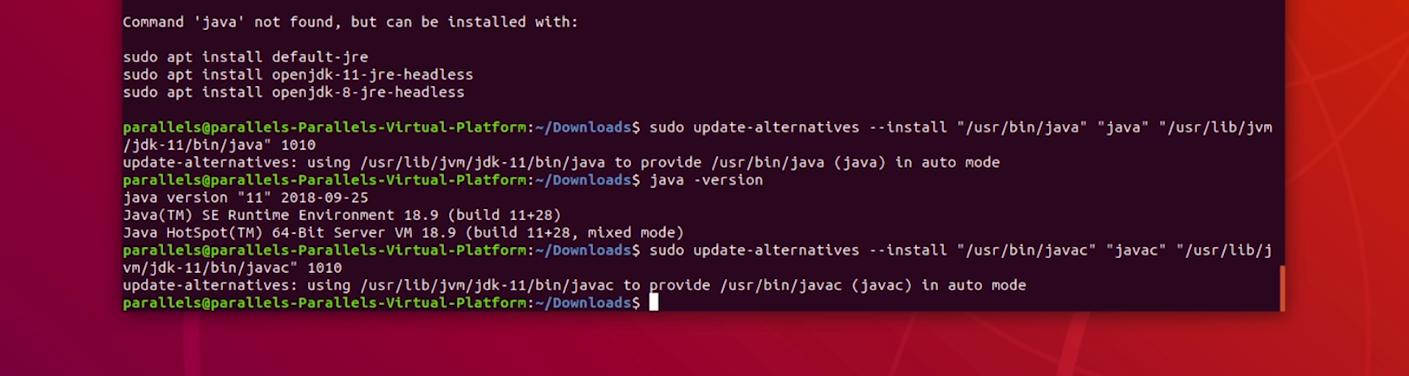 Command 'java' not found, but can be installed with:
sudo apt install default-jre
sudo apt install openjdk-11-jre-headless
sudo apt install openjdk-8-jre-headless
parallels@parallels-Parallels-Virtual-Platform:~/Downloads$ sudo update-alternatives --install "/usr/bin/java" "java" "/usr/lib/jvm
/jdk-11/bin/java" 1010
update-alternatives: using /usr/lib/jvm/jdk-11/bin/java to provide /usr/bin/java (java) in auto mode
parallels@parallels-Parallels-Virtual-Platform:~/Downloads$ java -version
java version "11" 2018-09-25
Java(TM) SE Runtime Environment 18.9 (build 11+28)
Java HotSpot(TM) 64-Bit Server VM 18.9 (build 11+28, mixed mode)
parallels@parallels-Parallels-Virtual-Platform:~/Downloads$ sudo update-alternatives --install "/usr/bin/javac" "javac" "/usr/lib/j
vm/jdk-11/bin/javac" 1010
update-alternatives: using /usr/lib/jvm/jdk-11/bin/javac to provide /usr/bin/javac (javac) in auto mode
parallels@parallels-Parallels-Virtual-Platform:~/Downloads$